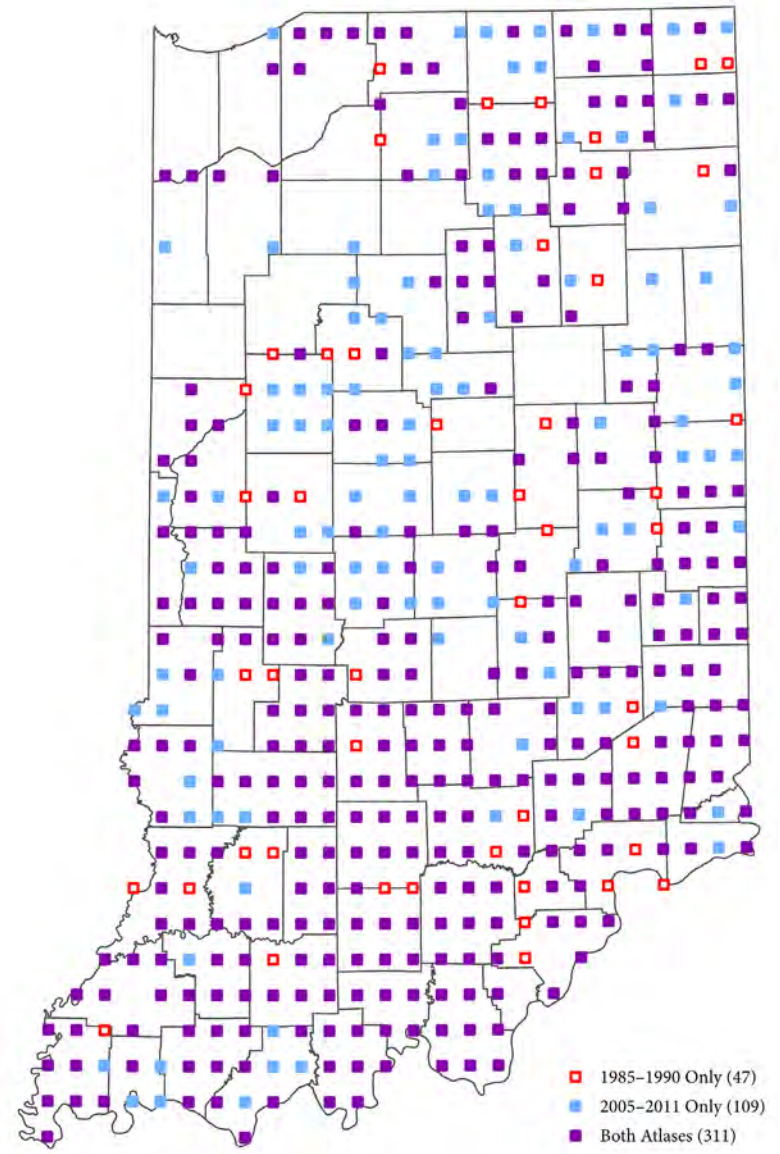 1985–1990 Only (47)
2005–2011 Only (109)
Both Atlases (311)